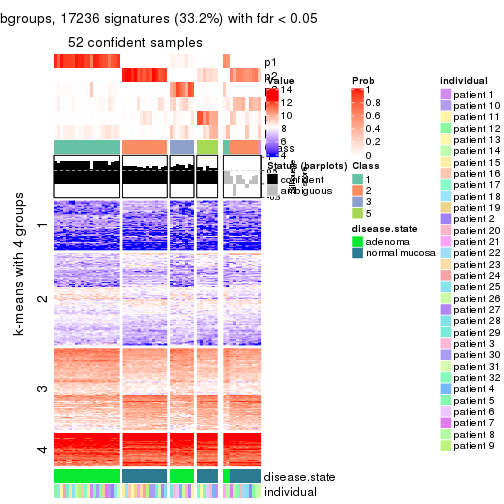 bgroups, 17236 signatures (33.2%) with fdr < 0.05
52 confident samples
p1
p2
Value
14
12
10
8
6
4
Prob
1
0.8
0.6
0.4
0.2
0
Status (barplots)
confident
ambiguous
Class
1
2
3
5
disease.state
adenoma
normal mucosa
individual
patient 1
patient 10
patient 11
patient 12
patient 13
patient 14
patient 15
patient 16
patient 17
patient 18
patient 19
patient 2
patient 20
patient 21
patient 22
patient 23
patient 24
patient 25
patient 26
patient 27
patient 28
patient 29
patient 3
patient 30
patient 31
patient 32
patient 4
patient 5
patient 6
patient 7
patient 8
patient 9
k-means with 4 groups
1
2
3
4
disease.state
individual